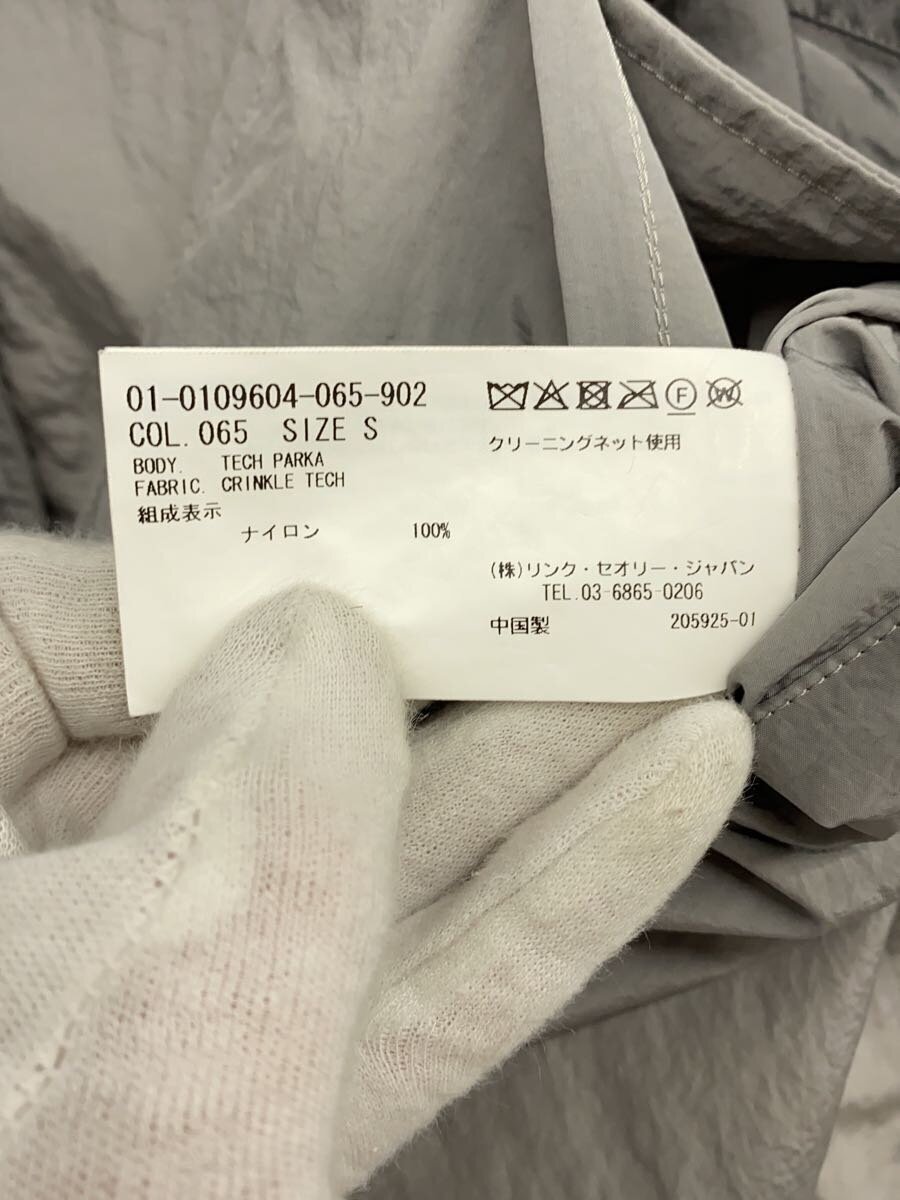 01-0109604-065-902
COL. 065 SIZE S
BODY. TECH PARKA
FABRIC. CRINKLE TECH
組成表示
ナイロン 100%
F W
クリーニングネット使用
(株)リンク・セオリー・ジャパン
TEL.03-6865-0206
中国製 205925-01